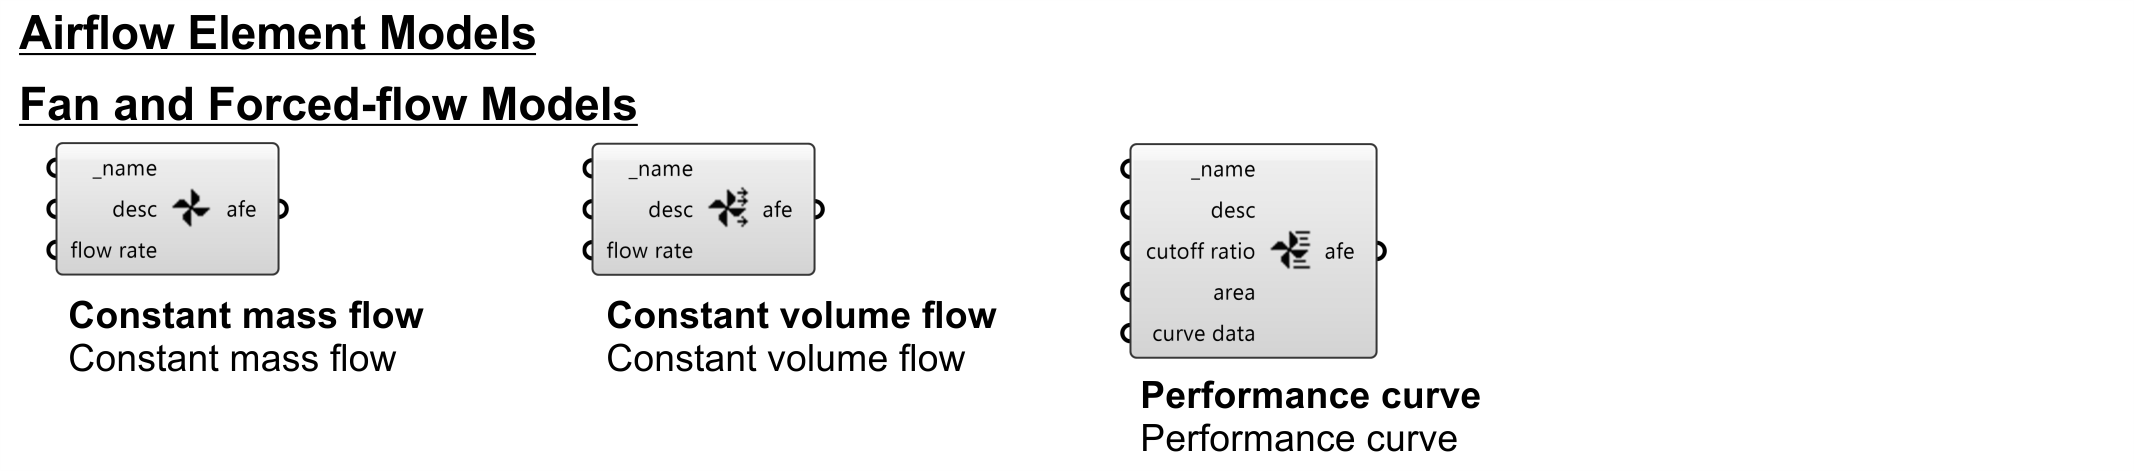 Airflow Element Models
Fan and Forced-flow Models
_name
desc
afe
flow rate
Constant mass flow
Constant mass flow
_name
desc
afe
flow rate
Constant volume flow
Constant volume flow
_name
desc
cutoff ratio
afe
area
curve data
Performance curve
Performance curve